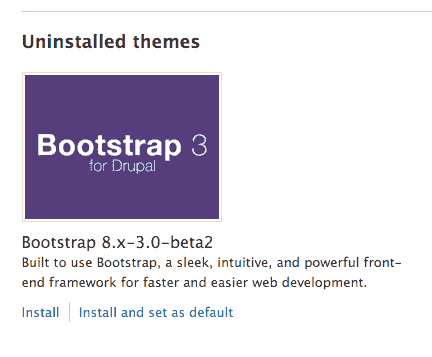 Uninstalled themes
Bootstrap 3
for Drupal
Bootstrap 8.x-3.0-beta2
Built to use Bootstrap, a sleek, intuitive, and powerful front-
end framework for faster and easier web development.
Install Install and set as default